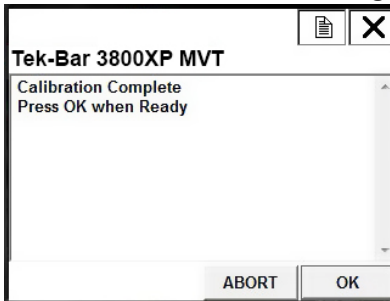 Tek-Bar 3800XP MVT
Calibration Complete
Press OK when Ready
ABORT
OK